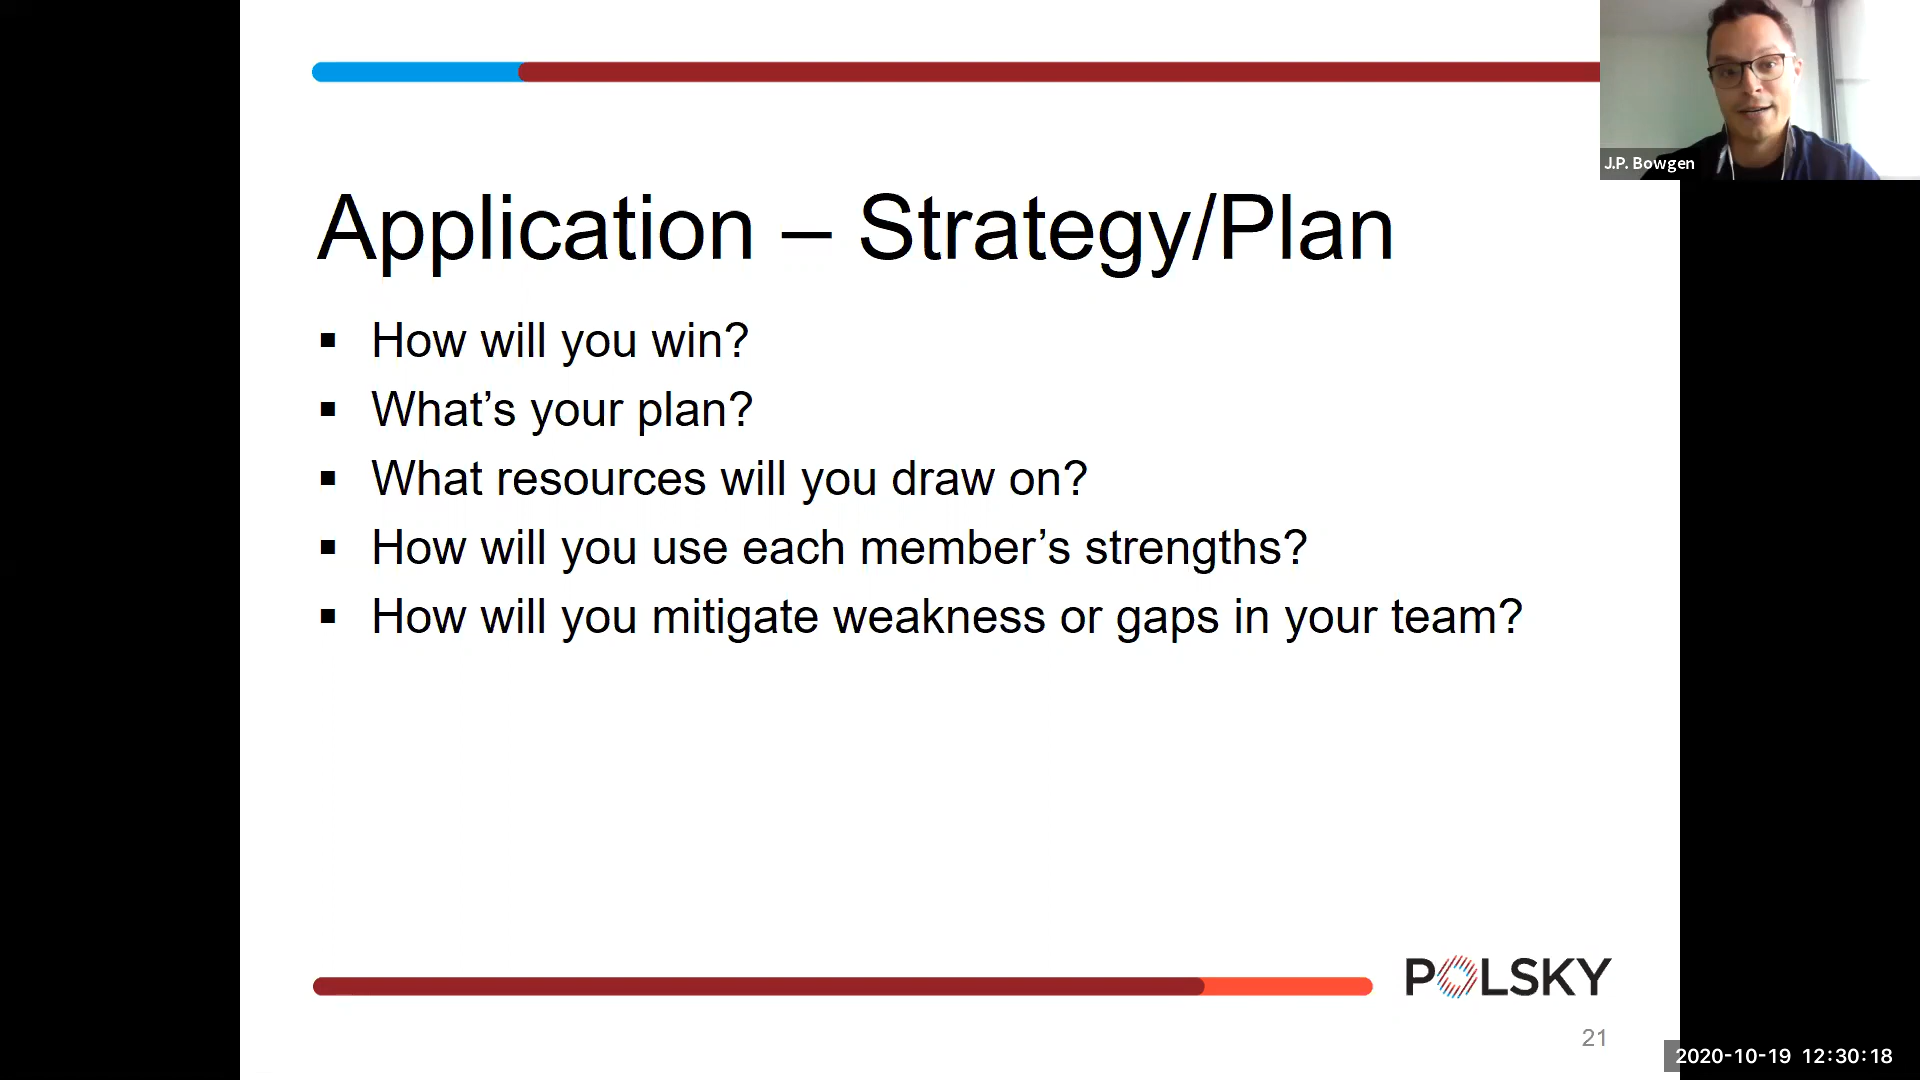 J.P. Bowgen
Application – Strategy/Plan
▪ How will you win?
▪ What’s your plan?
▪ What resources will you draw on?
▪ How will you use each member’s strengths?
▪ How will you mitigate weakness or gaps in your team?
POLSKY
21
2020-10-19 12:30:18